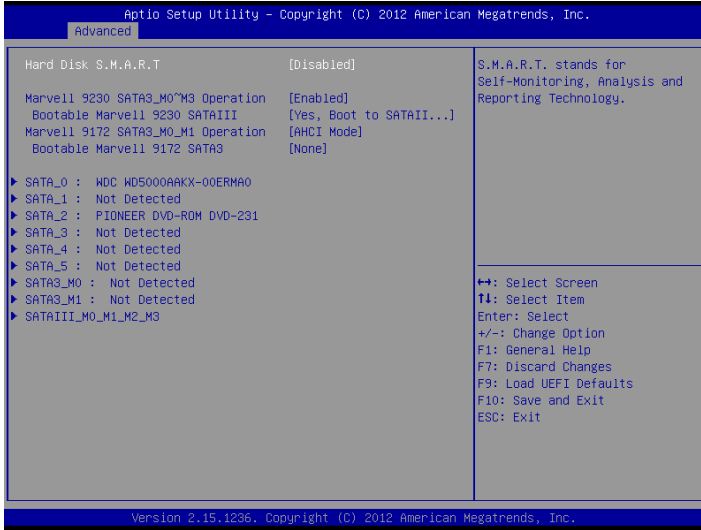 Aptio Setup Utility – Copyright (C) 2012 American Megatrends, Inc.
Advanced
Hard Disk S.M.A.R.T [Disabled]
Marvell 9230 SATA3_M0~M3 Operation [Enabled]
Bootable Marvell 9230 SATAIII [Yes, Boot to SATAII...]
Marvell 9172 SATA3_M0_M1 Operation [AHCI Mode]
Bootable Marvell 9172 SATA3 [None]
SATA_0 : WDC WD5000AAKX-00ERMA0
SATA_1 : Not Detected
SATA_2 : PIONEER DVD-ROM DVD-231
SATA_3 : Not Detected
SATA_4 : Not Detected
SATA_5 : Not Detected
SATA3_M0 : Not Detected
SATA3_M1 : Not Detected
SATAIII_M0_M1_M2_M3
S.M.A.R.T. stands for
Self-Monitoring, Analysis and
Reporting Technology.
↔: Select Screen
↑↓: Select Item
Enter: Select
+/-: Change Option
F1: General Help
F7: Discard Changes
F9: Load UEFI Defaults
F10: Save and Exit
ESC: Exit
Version 2.15.1236. Copyright (C) 2012 American Megatrends, Inc.